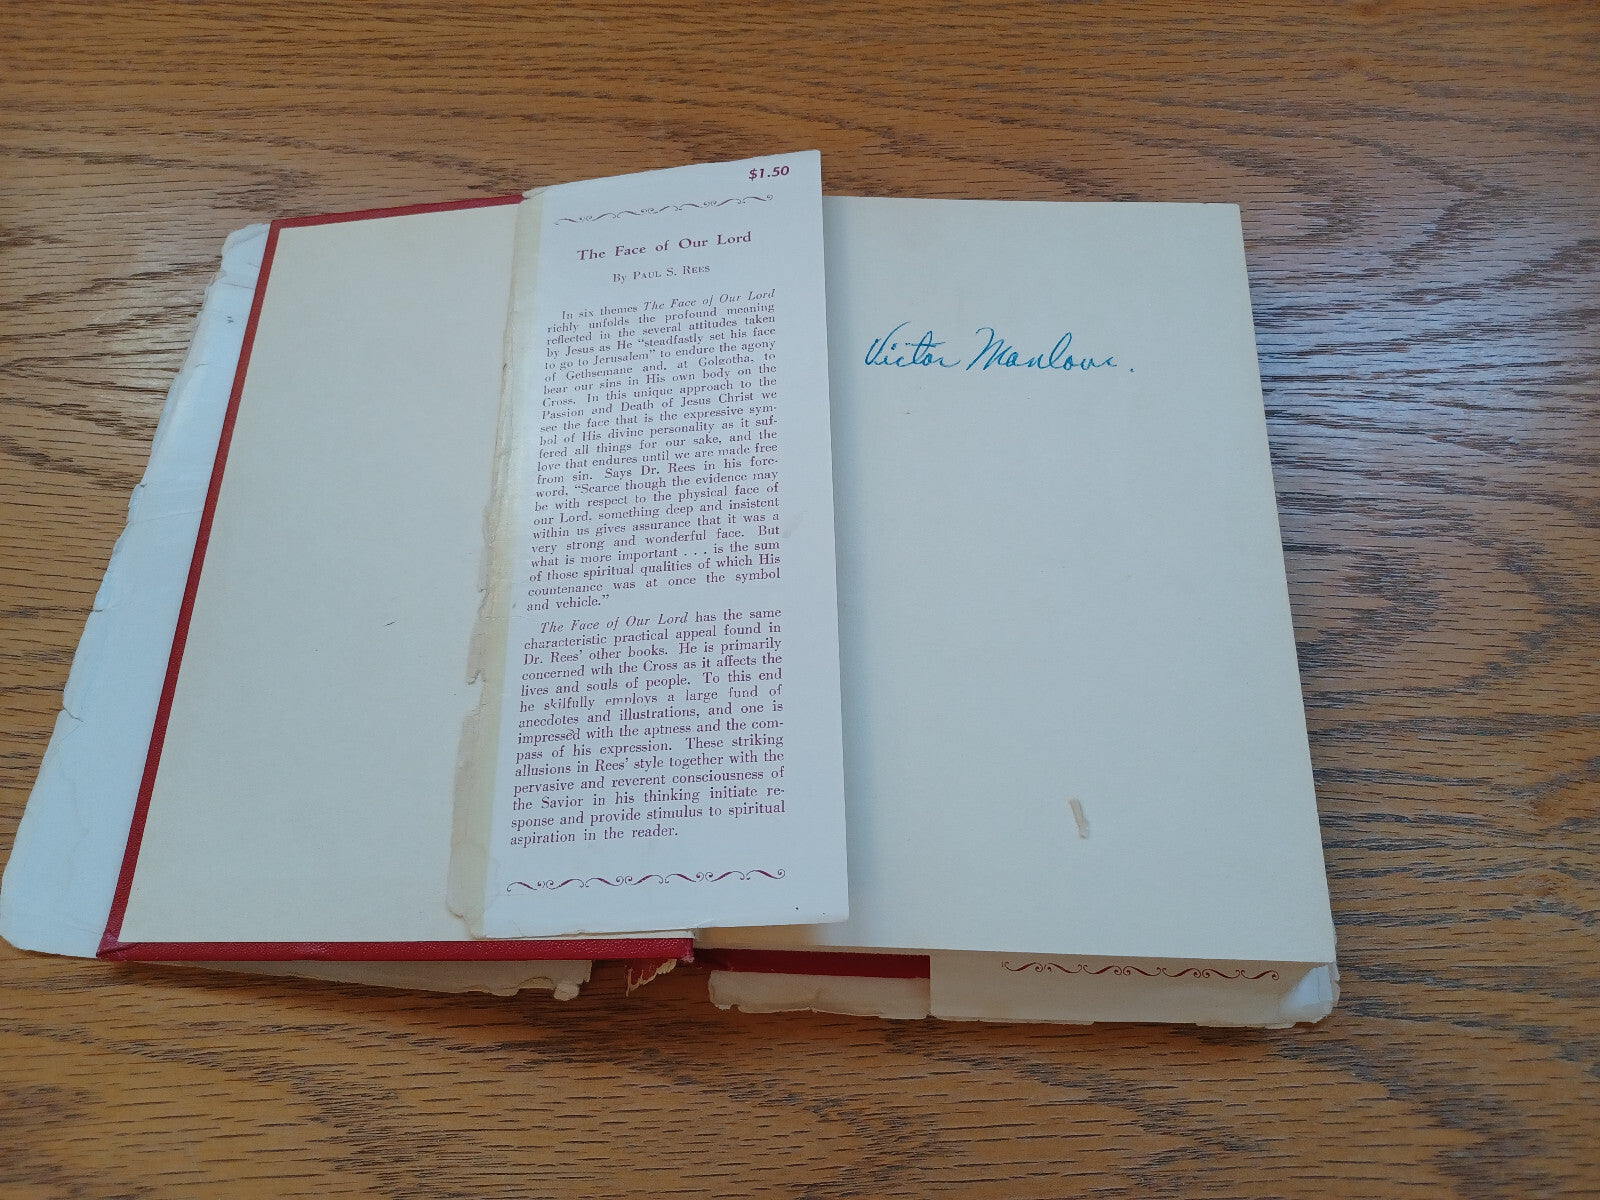 $1.50
The Face of Our Lord
By Paul S. Rees
In six themes The Face of Our Lord
richly unfolds the profound meaning
reflected in the several attitudes taken
by Jesus as He "steadfastly set his face
to go to Jerusalem" to endure the agony
of Gethsemane and, at Golgotha, to
bear our sins in His own body on the
Cross. In this unique approach to the
Passion and Death of Jesus Christ we
see the face that is the expressive sym-
bol of His divine personality as it suf-
fered all things for our sake, and the
love that endures until we are made free
from sin. Says Dr. Rees in his fore-
word, "Scarce though the evidence may
be with respect to the physical face of
our Lord, something deep and insistent
within us gives assurance that it was a
very strong and wonderful face. But
what is more important . . . is the sum
of those spiritual qualities of which His
countenance was at once the symbol
and vehicle."
The Face of Our Lord has the same
characteristic practical appeal found in
Dr. Rees' other books. He is primarily
concerned wth the Cross as it affects the
lives and souls of people. To this end
he skilfully employs a large fund of
anecdotes and illustrations, and one is
impressed with the aptness and the com-
pass of his expression. These striking
allusions in Rees' style together with the
pervasive and reverent consciousness of
the Savior in his thinking initiate re-
sponse and provide stimulus to spiritual
aspiration in the reader.
Victor